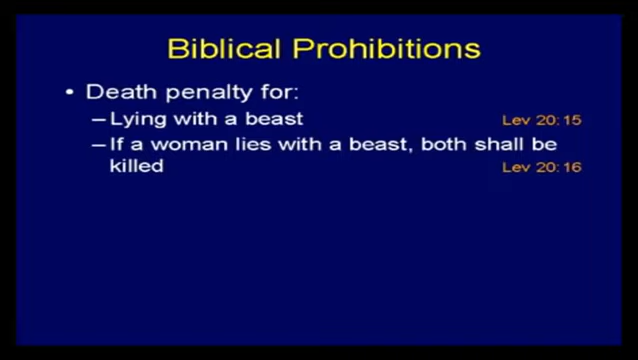 Biblical Prohibitions
• Death penalty for:
– Lying with a beast Lev 20:15
– If a woman lies with a beast, both shall be
killed Lev 20:16